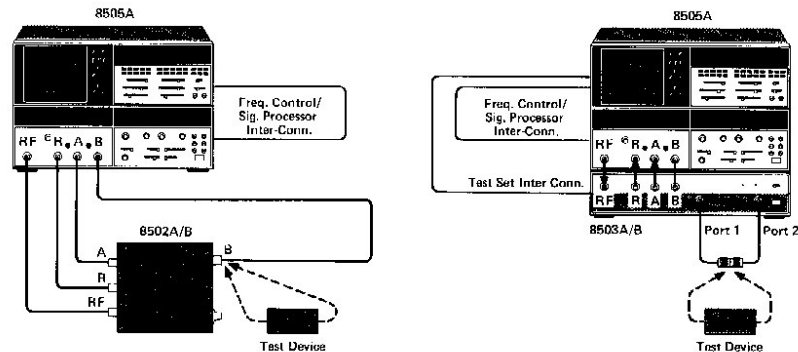 8505A
Freq. Control/
Sig. Processor
Inter-Conn.
RF R A B
8502A/B
A
B
R
RF
Test Device
8505A
Freq. Control/
Sig. Processor
Inter-Conn.
RF R A B
Test Set Inter Conn.
RF R A B
8503A/B
Port 1
Port 2
Test Device